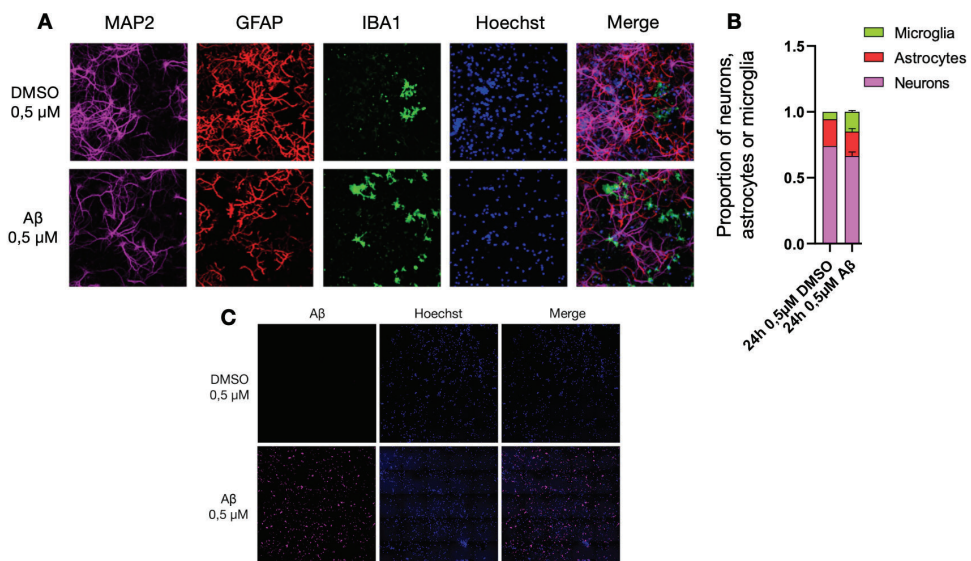 A
MAP2 GFAP IBA1 Hoechst Merge
DMSO
0,5 µM
Aβ
0,5 µM
B
Microglia
Astrocytes
Neurons
Proportion of neurons,
astrocytes or microglia
1.5
1.0
0.5
0.0
24h 0,5µM DMSO
24h 0,5µM Aβ
C
Aβ Hoechst Merge
DMSO
0,5 µM
Aβ
0,5 µM